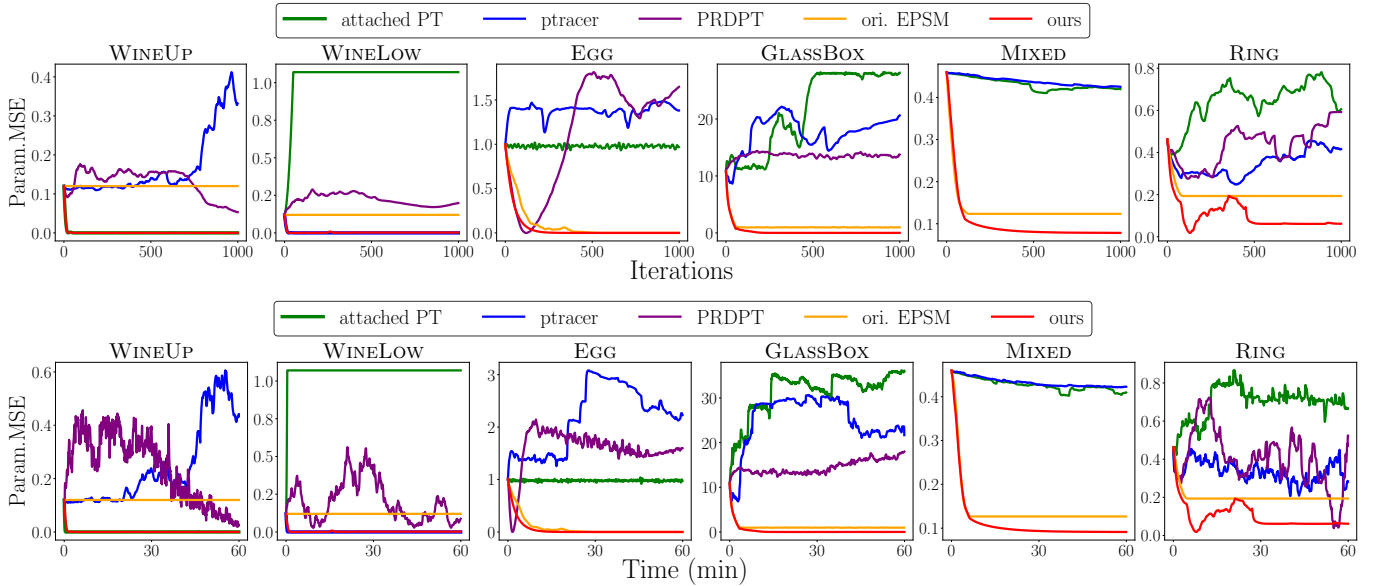 attached PT ptracer PRDPT ori. EPSM ours
WINEUP WINELOW EGG GLASSBOX MIXED RING
Param.MSE
0.4 0.3 0.2 0.1 0.0
0 500 1000
1.0 0.8 0.5 0.2 0.0
0 500 1000
1.5 1.0 0.5 0.0
0 500 1000
20 10 0
0 500 1000
0.4 0.3 0.2 0.1
0 500 1000
0.8 0.6 0.4 0.2 0.0
0 500 1000
Iterations
attached PT ptracer PRDPT ori. EPSM ours
WINEUP WINELOW EGG GLASSBOX MIXED RING
Param.MSE
0.6 0.4 0.2 0.0
0 30 60
1.0 0.8 0.5 0.2 0.0
0 30 60
3 2 1 0
0 30 60
30 20 10 0
0 30 60
0.4 0.3 0.2 0.1
0 30 60
0.8 0.6 0.4 0.2 0.0
0 30 60
Time (min)